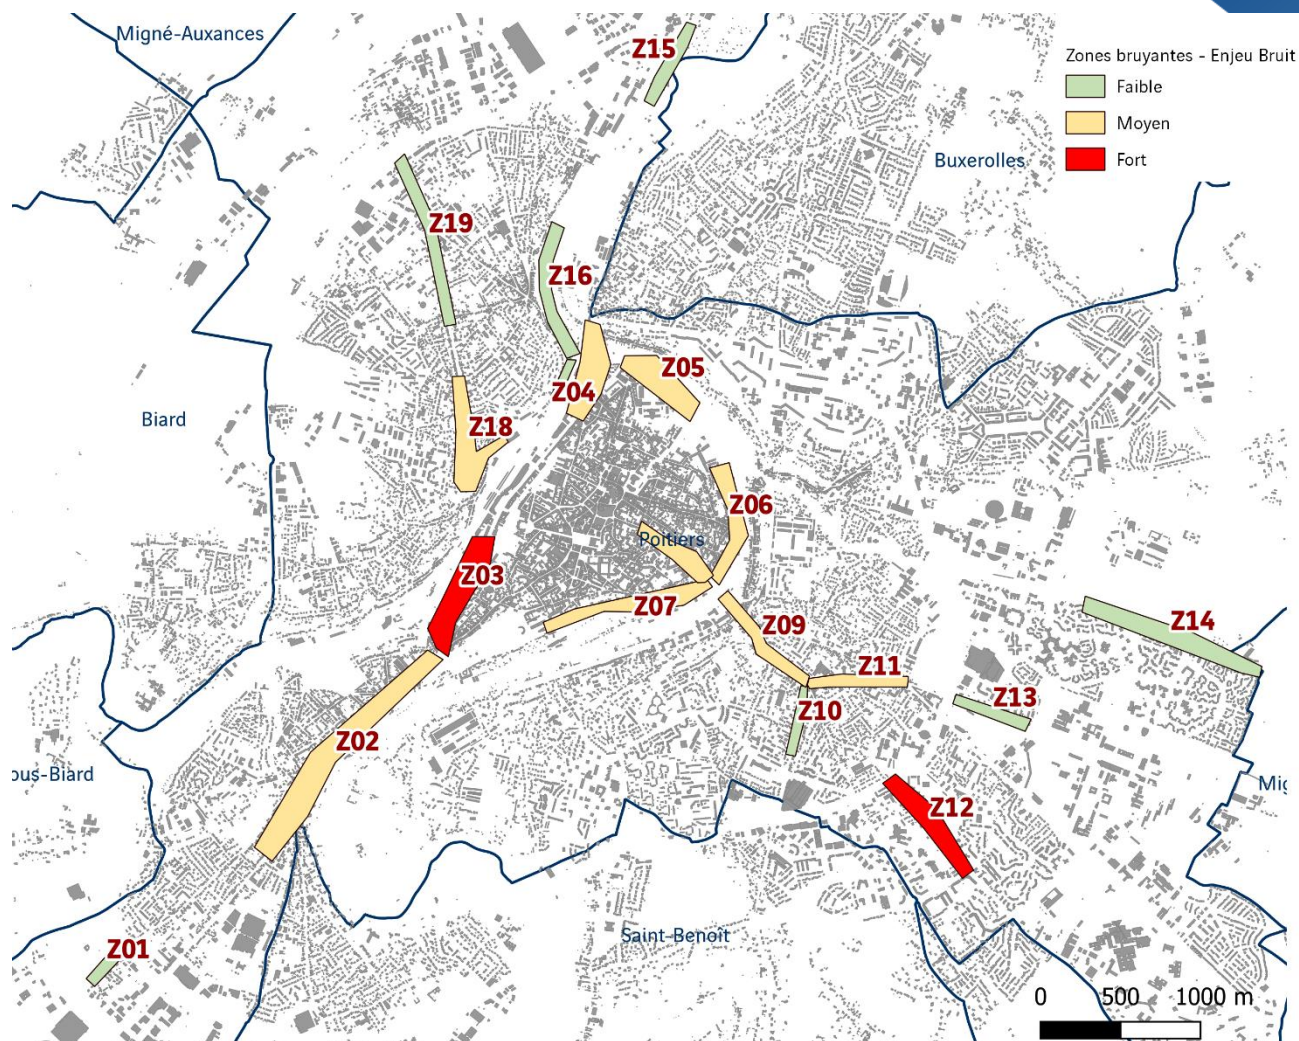 Migné-Auxances
Z15
Zones bruyantes - Enjeu Bruit
Faible
Moyen
Fort
Buxerolles
Z19
Z16
Z05
Z04
Biard
Z18
Z06
Poitiers
Z03
Z07
Z09
Z14
Z11
Z13
Z10
Z02
ous-Biard
Mig
Z12
Saint-Benoît
Z01
0 500 1000 m